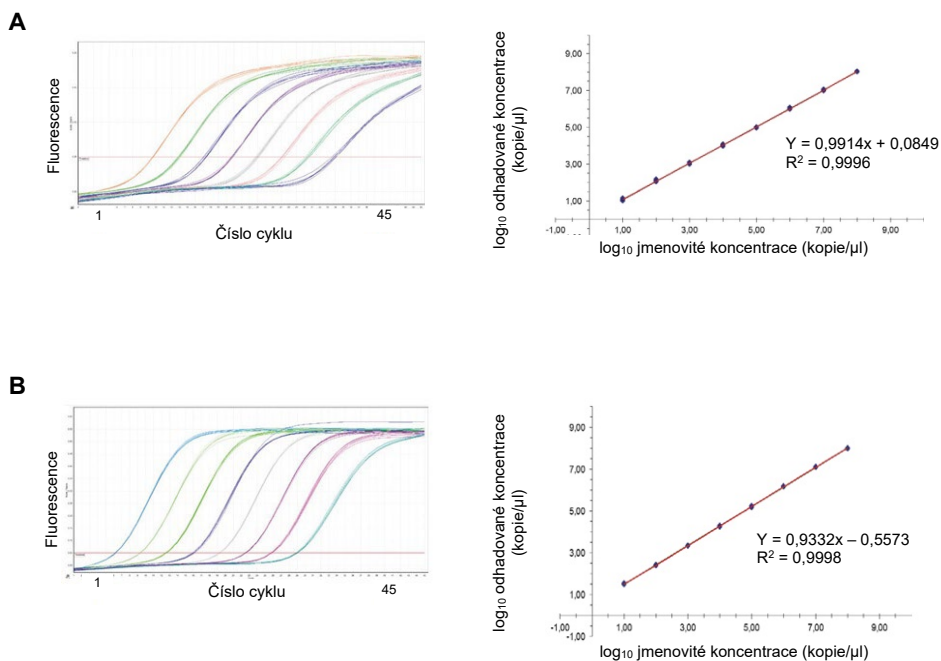 A
Fluorescence
1
45
Číslo cyklu
log₁₀ odhadované koncentrace
(kopie/µl)
9,00
7,00
5,00
3,00
1,00
Y = 0,9914x + 0,0849
R² = 0,9996
-1,00
1,00
3,00
5,00
7,00
9,00
log₁₀ jmenovité koncentrace (kopie/µl)
B
Fluorescence
1
45
Číslo cyklu
log₁₀ odhadované koncentrace
(kopie/µl)
9,00
7,00
5,00
3,00
1,00
-1,00
Y = 0,9332x – 0,5573
R² = 0,9998
-1,00
1,00
3,00
5,00
7,00
9,00
log₁₀ jmenovité koncentrace (kopie/µl)